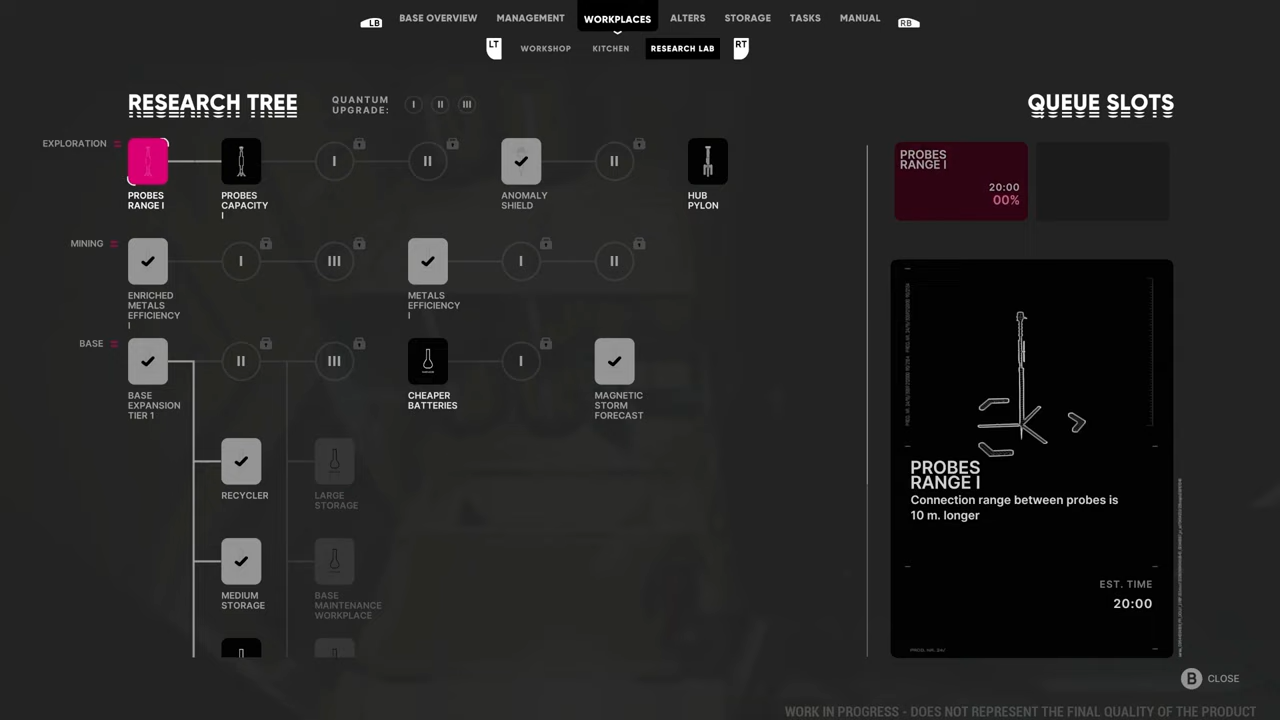 LB BASE OVERVIEW MANAGEMENT WORKPLACES ALTERS STORAGE TASKS MANUAL RB
LT WORKSHOP KITCHEN RESEARCH LAB RT
RESEARCH TREE
QUANTUM
UPGRADE:
I II III
QUEUE SLOTS
EXPLORATION
I II II
PROBES
RANGE I
PROBES
CAPACITY
I
ANOMALY
SHIELD
HUB
PYLON
PROBES
RANGE I
20:00
00%
MINING
I III I II
ENRICHED
METALS
EFFICIENCY
I
METALS
EFFICIENCY
I
BASE
II III I
BASE
EXPANSION
TIER 1
CHEAPER
BATTERIES
MAGNETIC
STORM
FORECAST
RECYCLER
LARGE
STORAGE
MEDIUM
STORAGE
BASE
MAINTENANCE
WORKPLACE
PROBES
RANGE I
Connection range between probes is
10 m. longer
EST. TIME
20:00
B CLOSE
WORK IN PROGRESS - DOES NOT REPRESENT THE FINAL QUALITY OF THE PRODUCT